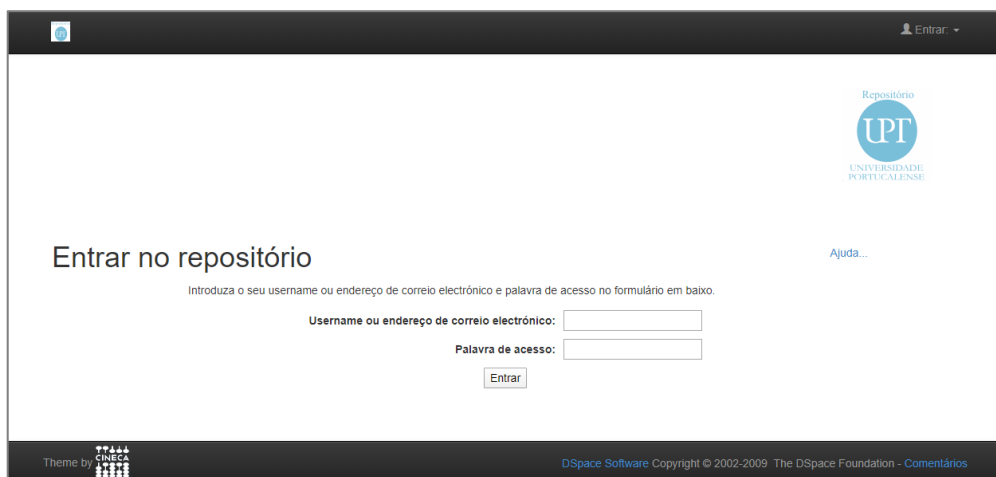 UPT
Entrar:
Repositório
UPT
UNIVERSIDADE
PORTUCALENSE
Entrar no repositório
Ajuda...
Introduza o seu username ou endereço de correio electrónico e palavra de acesso no formulário em baixo.
Username ou endereço de correio electrónico:
Palavra de acesso:
Entrar
Theme by CINECA
DSpace Software Copyright © 2002-2009 The DSpace Foundation - Comentários